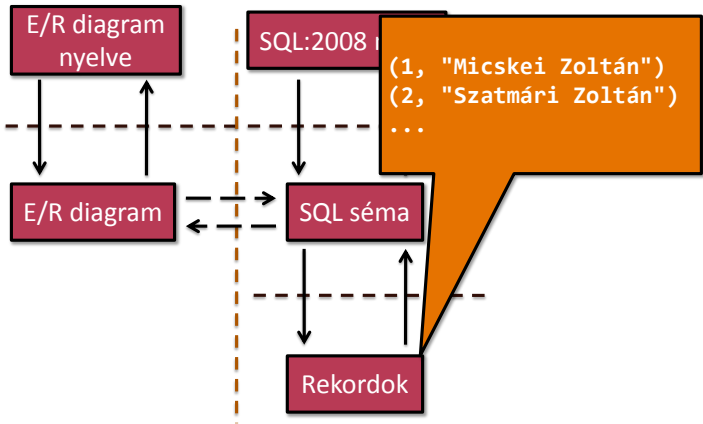 E/R diagram
nyelve
SQL:2008
(1, "Micskei Zoltán")
(2, "Szatmári Zoltán")
...
E/R diagram
SQL séma
Rekordok